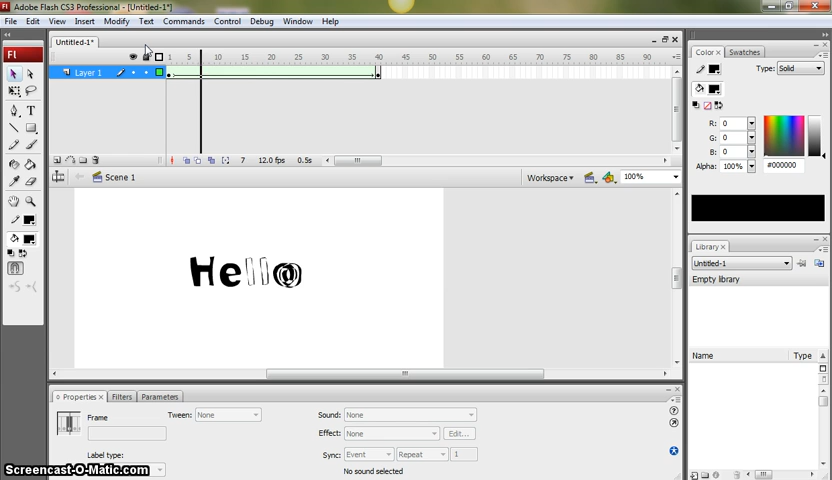 Adobe Flash CS3 Professional - [Untitled-1*]
File Edit View Insert Modify Text Commands Control Debug Window Help
Untitled-1*
1 5 10 15 20 25 30 35 40 45 50 55 60 65 70 75 80 85 90
Layer 1
7 12.0 fps 0.5s
Scene 1
Workspace
100%
Hello
Properties Filters Parameters
Frame
Tween: None
Sound: None
Effect: None Edit...
Label type:
Sync: Event Repeat 1
No sound selected
Color Swatches
Type: Solid
R: 0
G: 0
B: 0
Alpha: 100% #000000
Library
Untitled-1
Empty library
Name Type
Screencast-O-Matic.com